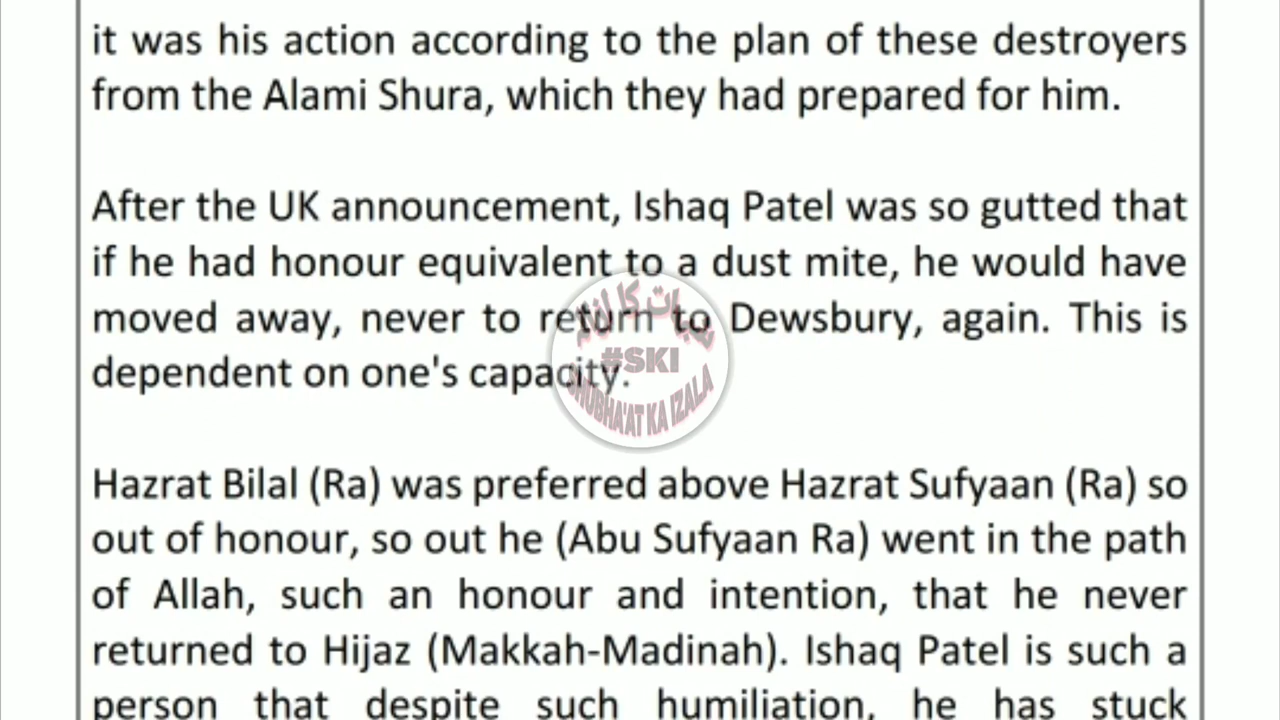 it was his action according to the plan of these destroyers
from the Alami Shura, which they had prepared for him.
After the UK announcement, Ishaq Patel was so gutted that
if he had honour equivalent to a dust mite, he would have
moved away, never to return to Dewsbury, again. This is
dependent on one's capacity.
شبہات کا ازالہ
#SKI
SHUBHA'AT KA IZALA
Hazrat Bilal (Ra) was preferred above Hazrat Sufyaan (Ra) so
out of honour, so out he (Abu Sufyaan Ra) went in the path
of Allah, such an honour and intention, that he never
returned to Hijaz (Makkah-Madinah). Ishaq Patel is such a
person that despite such humiliation, he has stuck